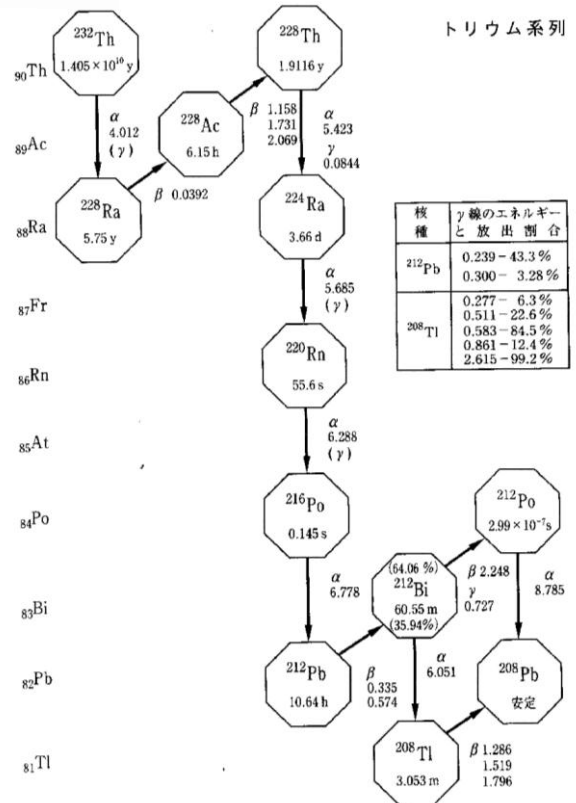 トリウム系列
₉₀Th
²³²Th
1.405×10¹⁰ y
²²⁸Th
1.9116 y
α
4.012
(γ)
₈₉Ac
²²⁸Ac
6.15 h
β 1.158
1.731
2.069
α
5.423
γ
0.0844
₈₈Ra
²²⁸Ra
5.75 y
β 0.0392
²²⁴Ra
3.66 d
核種
γ線のエネルギーと放出割合
²¹²Pb
0.239－43.3 %
0.300－ 3.28 %
²⁰⁸Tl
0.277－ 6.3 %
0.511－22.6 %
0.583－84.5 %
0.861－12.4 %
2.615－99.2 %
α
5.685
(γ)
₈₇Fr
₈₆Rn
²²⁰Rn
55.6 s
α
6.288
(γ)
₈₅At
₈₄Po
²¹⁶Po
0.145 s
²¹²Po
2.99×10⁻⁷s
α
6.778
₈₃Bi
(64.06 %)
²¹²Bi
60.55 m
(35.94%)
β 2.248
γ
0.727
α
8.785
₈₂Pb
²¹²Pb
10.64 h
β
0.335
0.574
α
6.051
²⁰⁸Pb
安定
₈₁Tl
²⁰⁸Tl
3.053 m
β 1.286
1.519
1.796